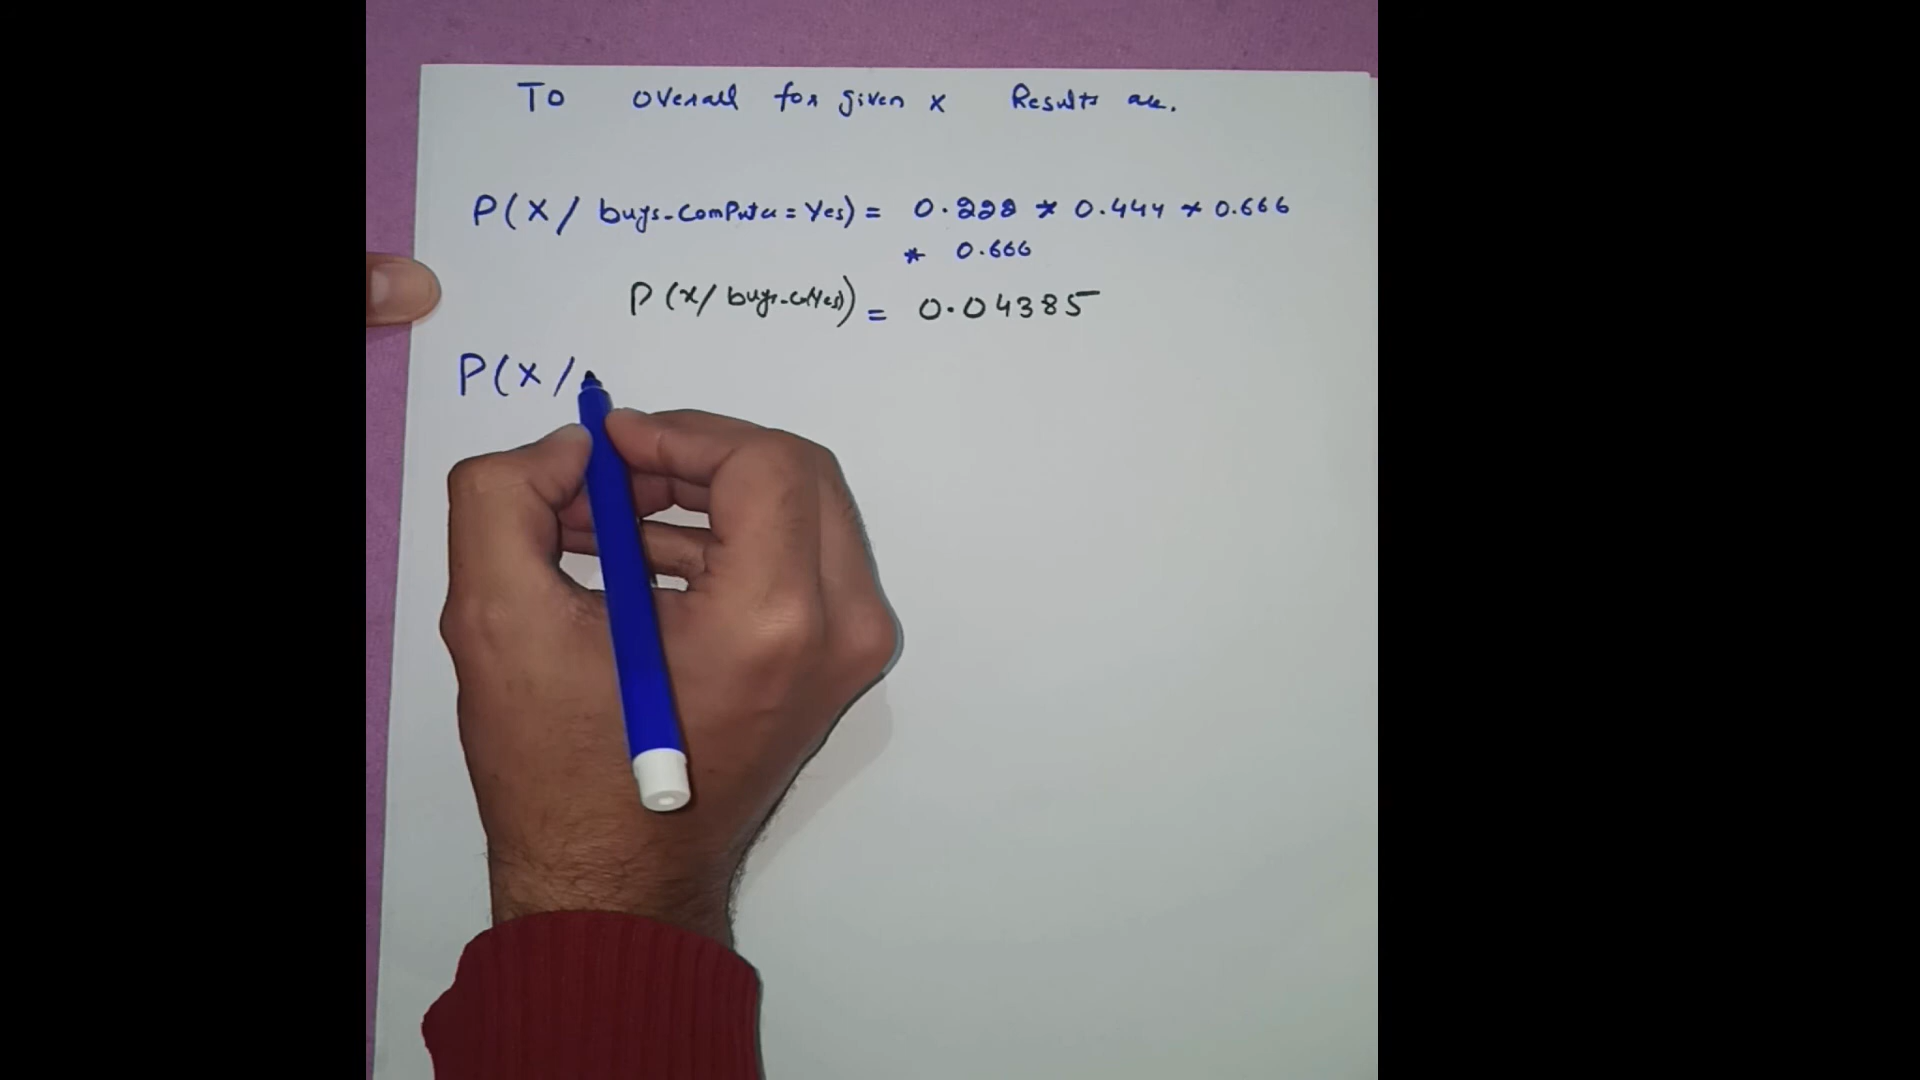 To overall for given x Results are.
P(X/ buys-computer=Yes) = 0.222 * 0.444 * 0.666
* 0.666
P(x/ buys-co(Yes)) = 0.04385
P(X/